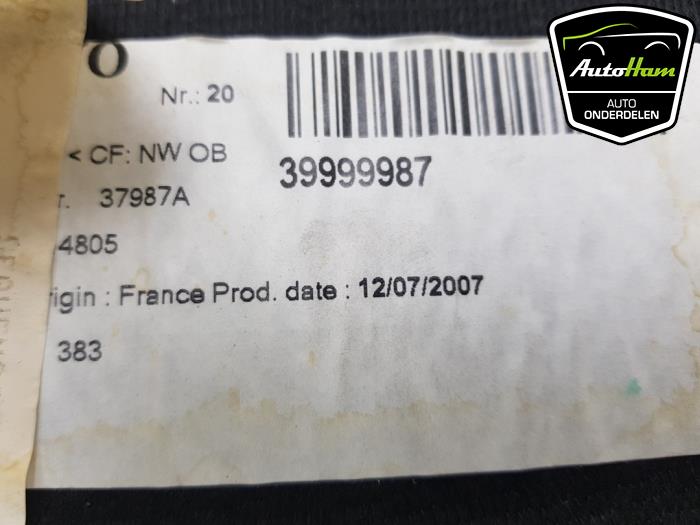 O
Nr.: 20
< CF: NW OB
39999987
r. 37987A
4805
rigin : France Prod. date : 12/07/2007
383
AutoHam
AUTO
ONDERDELEN